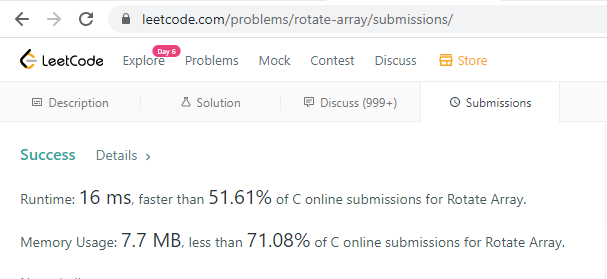 leetcode.com/problems/rotate-array/submissions/
Day 6
LeetCode Explore Problems Mock Contest Discuss Store
Description Solution Discuss (999+) Submissions
Success Details >
Runtime: 16 ms, faster than 51.61% of C online submissions for Rotate Array.
Memory Usage: 7.7 MB, less than 71.08% of C online submissions for Rotate Array.